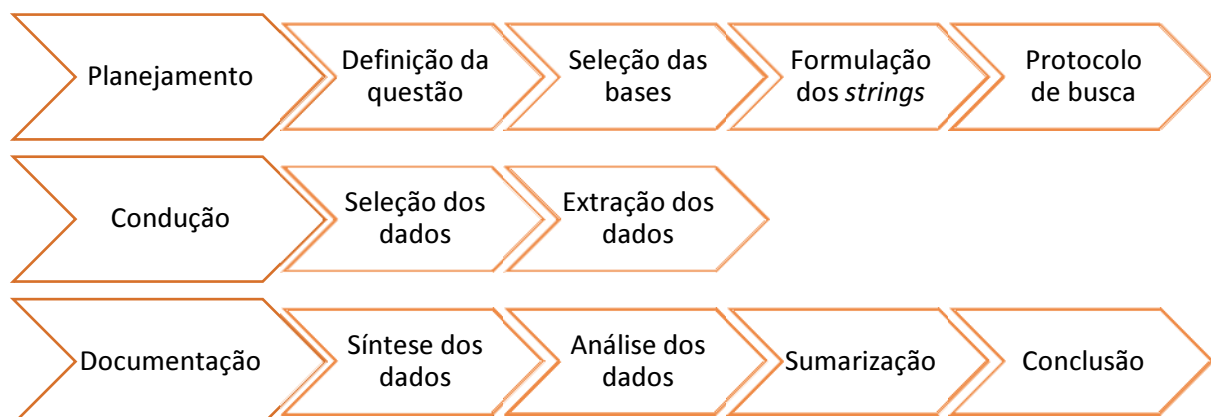 Planejamento
Definição da
questão
Seleção das
bases
Formulação
dos strings
Protocolo
de busca
Condução
Seleção dos
dados
Extração dos
dados
Documentação
Síntese dos
dados
Análise dos
dados
Sumarização
Conclusão